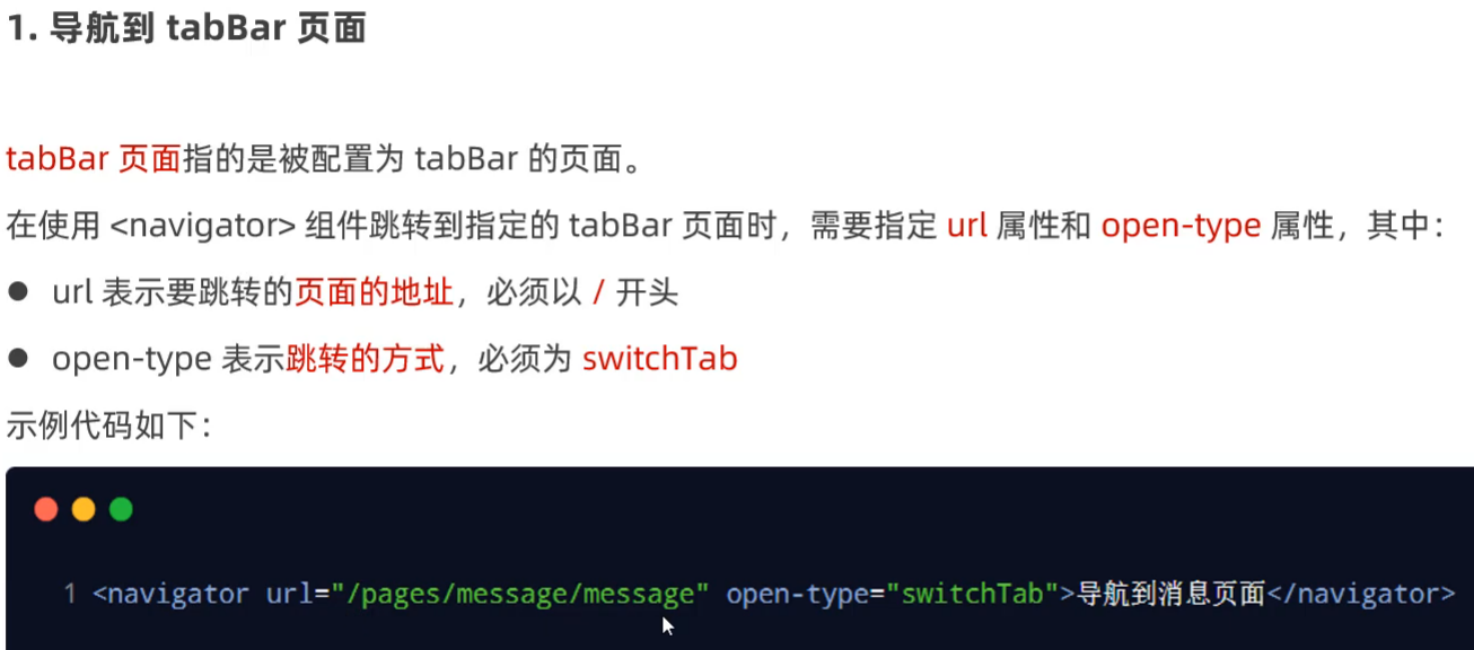 1. 导航到 tabBar 页面
tabBar 页面指的是被配置为 tabBar 的页面。
在使用 <navigator> 组件跳转到指定的 tabBar 页面时，需要指定 url 属性和 open-type 属性，其中：
● url 表示要跳转的页面的地址，必须以 / 开头
● open-type 表示跳转的方式，必须为 switchTab
示例代码如下：
1 <navigator url="/pages/message/message" open-type="switchTab">导航到消息页面</navigator>